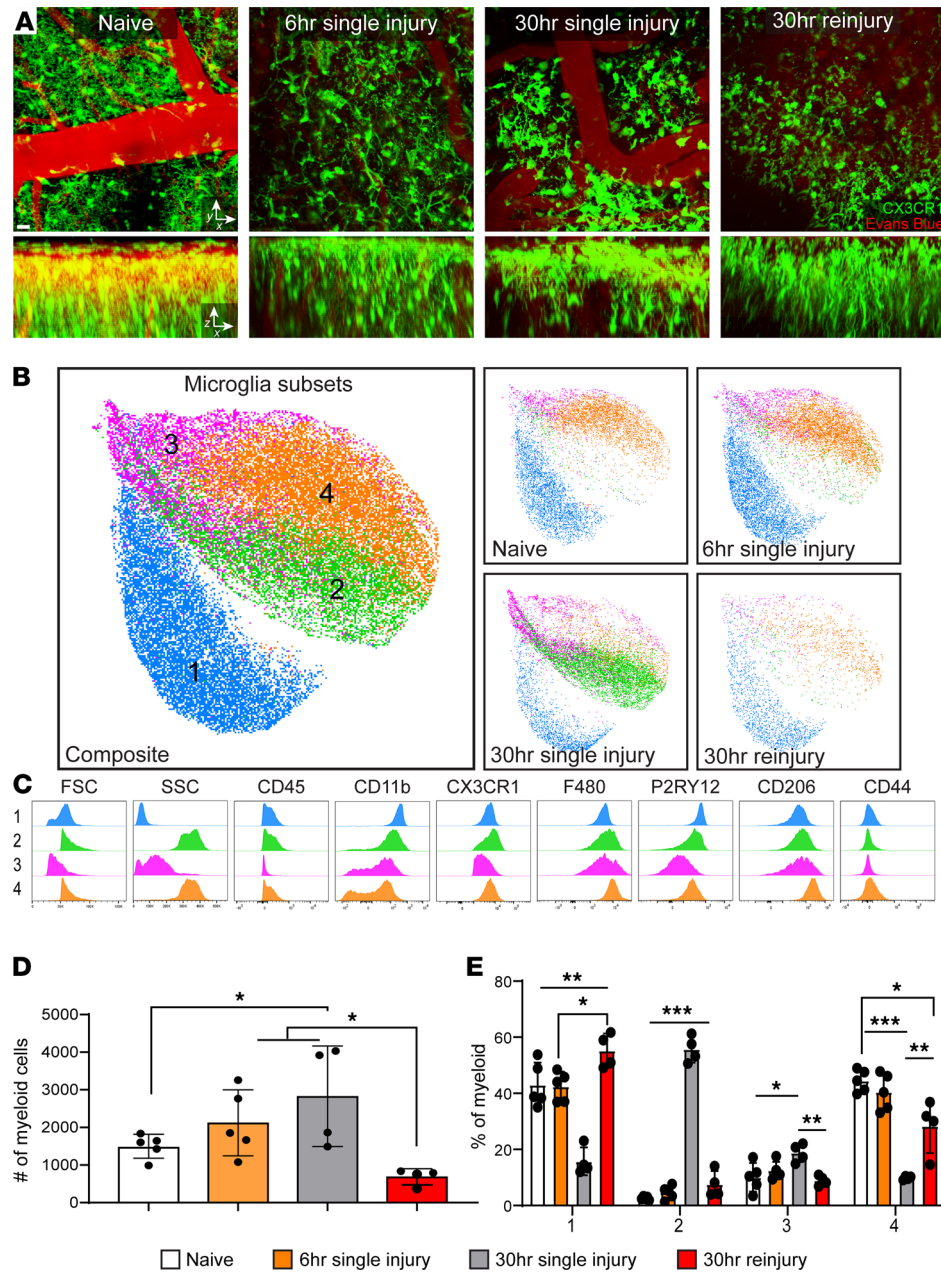 A
Naive
6hr single injury
30hr single injury
30hr reinjury
y
x
CX3CR1
Evans Blue
z
x
B
Microglia subsets
3
4
2
1
Composite
Naive
6hr single injury
30hr single injury
30hr reinjury
C
FSC
SSC
CD45
CD11b
CX3CR1
F480
P2RY12
CD206
CD44
1
2
3
4
D
# of myeloid cells
5000
4000
3000
2000
1000
0
*
*
E
% of myeloid
80
60
40
20
0
**
*
***
*
**
*
***
**
1
2
3
4
Naive
6hr single injury
30hr single injury
30hr reinjury